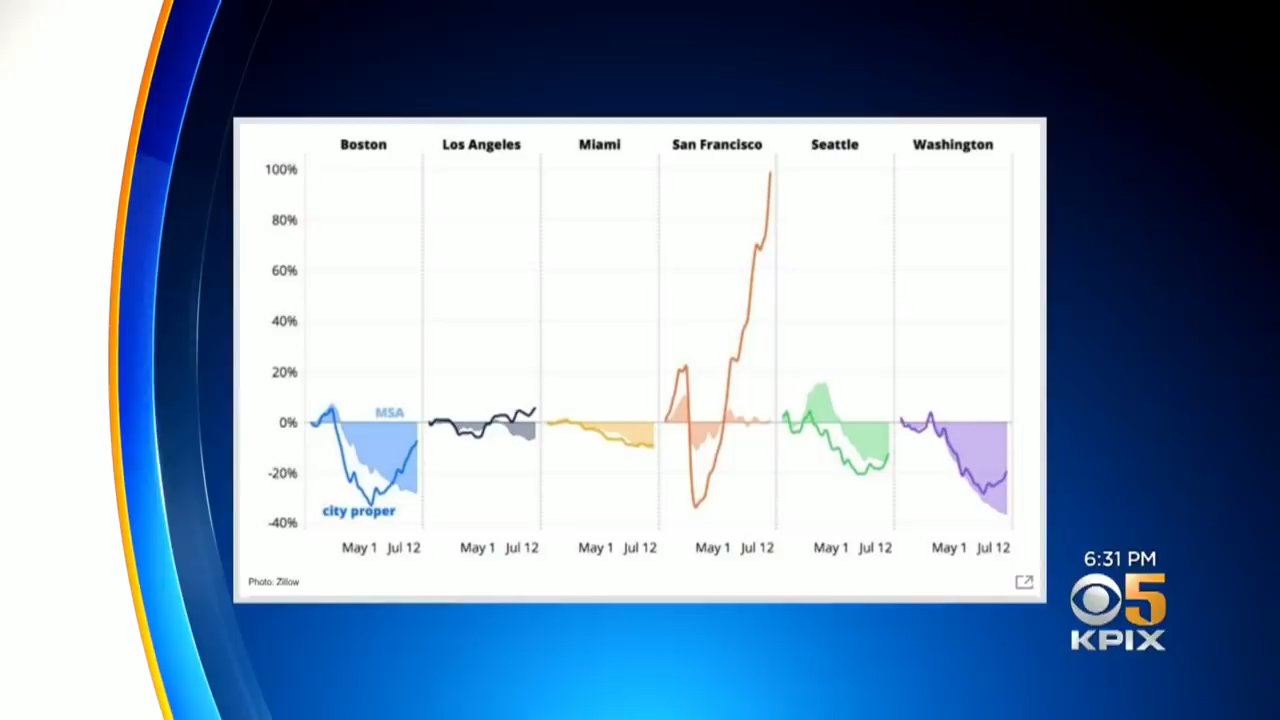 Boston Los Angeles Miami San Francisco Seattle Washington
100%
80%
60%
40%
20%
0%
-20%
-40%
MSA
city proper
May 1 Jul 12 May 1 Jul 12 May 1 Jul 12 May 1 Jul 12 May 1 Jul 12 May 1 Jul 12
Photo: Zillow
6:31 PM
5
KPIX